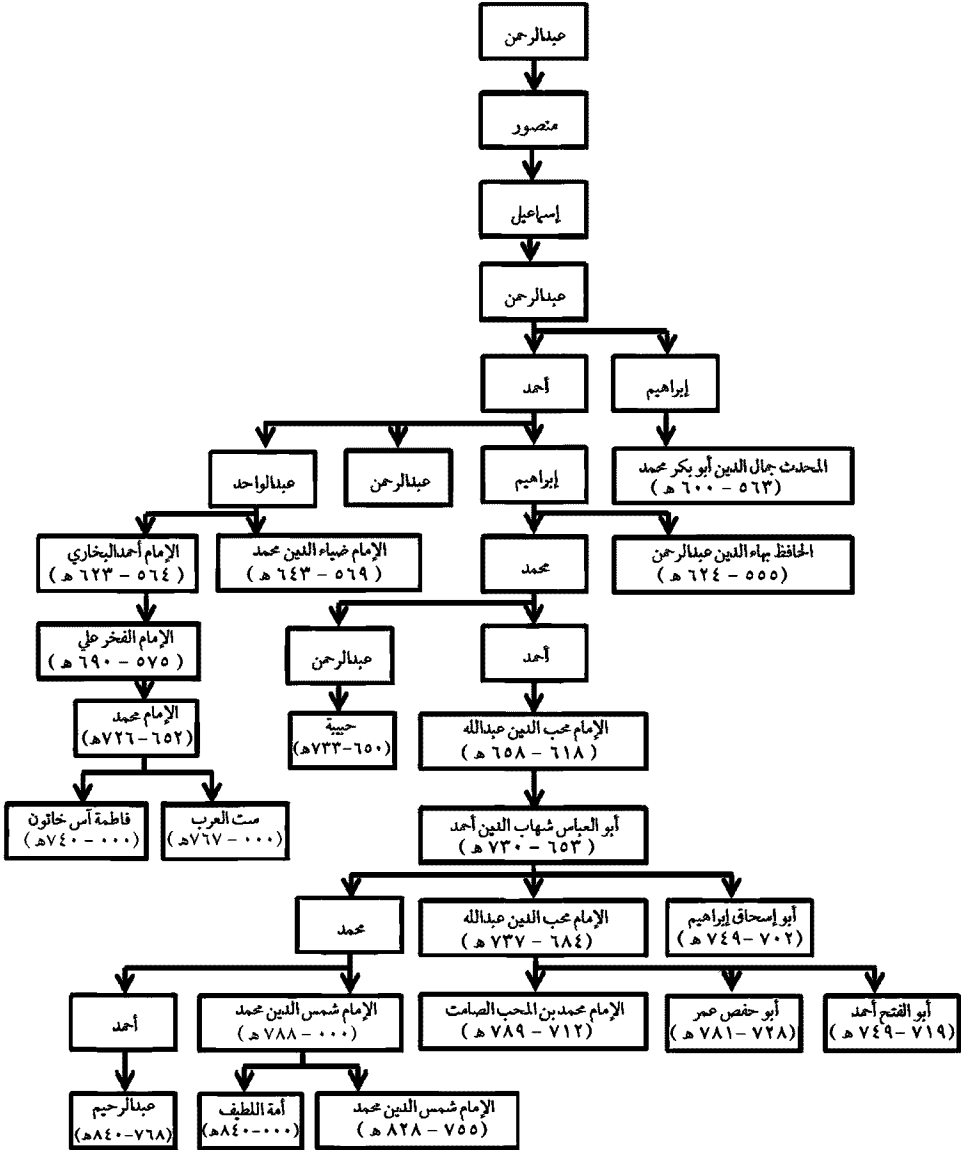 عبدالرحمن
منصور
إسماعيل
عبدالرحمن
إبراهيم
أحمد
المحدث جمال الدين أبو بكر محمد
(٥٦٣ - ٦٠٠ هـ)
إبراهيم
عبدالرحمن
عبدالواحد
الحافظ بهاء الدين عبدالرحمن
(٥٥٥ - ٦٢٤ هـ)
محمد
الإمام ضياء الدين محمد
(٥٦٩ - ٦٤٣ هـ)
الإمام أحمدالبخاري
(٥٦٤ - ٦٢٣ هـ)
أحمد
عبدالرحمن
الإمام الفخر علي
(٥٧٥ - ٦٩٠ هـ)
الإمام محب الدين عبدالله
(٦١٨ - ٦٥٨ هـ)
حبيبة
(٦٥٠-٧٣٣هـ)
الإمام محمد
(٦٥٢-٧٢٦هـ)
أبو العباس شهاب الدين أحمد
(٦٥٣ - ٧٣٠ هـ)
ست العرب
(٠٠٠ - ٧٦٧هـ)
فاطمة آس خاتون
(٠٠٠ - ٧٤٠هـ)
أبو إسحاق إبراهيم
(٧٠٢ -٧٤٩ هـ)
الإمام محب الدين عبدالله
(٦٨٤ - ٧٣٧ هـ)
محمد
أبو الفتح أحمد
(٧١٩-٧٤٩ هـ)
أبو حفص عمر
(٧٢٨-٧٨١ هـ)
الإمام محمد بن المحب الصامت
(٧١٢ - ٧٨٩ هـ)
الإمام شمس الدين محمد
(٠٠٠ - ٧٨٨ هـ)
أحمد
الإمام شمس الدين محمد
(٧٥٥ - ٨٢٨ هـ)
أمة اللطيف
(٠٠٠-٨٤٠هـ)
عبدالرحيم
(٧٦٨-٨٤٠هـ)